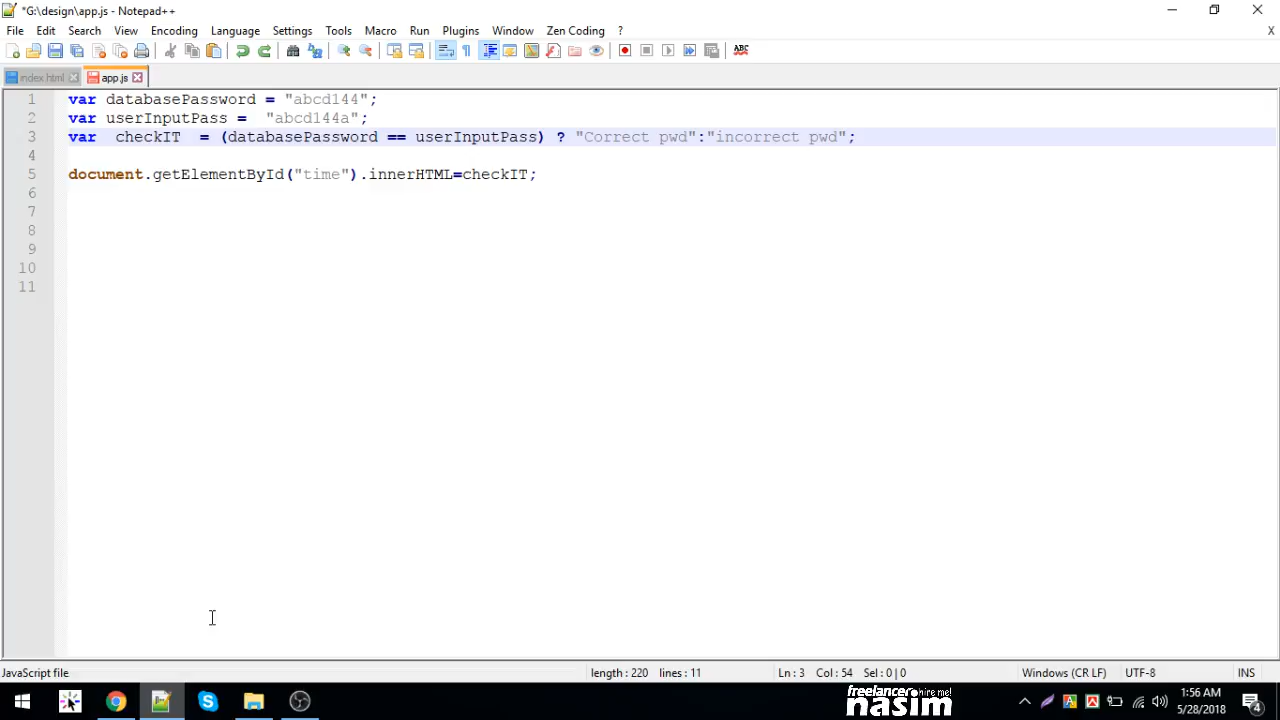 *G:\design\app.js - Notepad++
File Edit Search View Encoding Language Settings Tools Macro Run Plugins Window Zen Coding ? X
ABC
index.html app.js
1 var databasePassword = "abcd144";
2 var userInputPass =  "abcd144a";
3 var  checkIT  = (databasePassword == userInputPass) ? "Correct pwd":"incorrect pwd";
4
5 document.getElementById("time").innerHTML=checkIT;
6
7
8
9
10
11
JavaScript file length : 220 lines : 11 Ln : 3 Col : 54 Sel : 0 | 0 Windows (CR LF) UTF-8 INS
freelancer hire me!
nasim
1:56 AM
5/28/2018
4